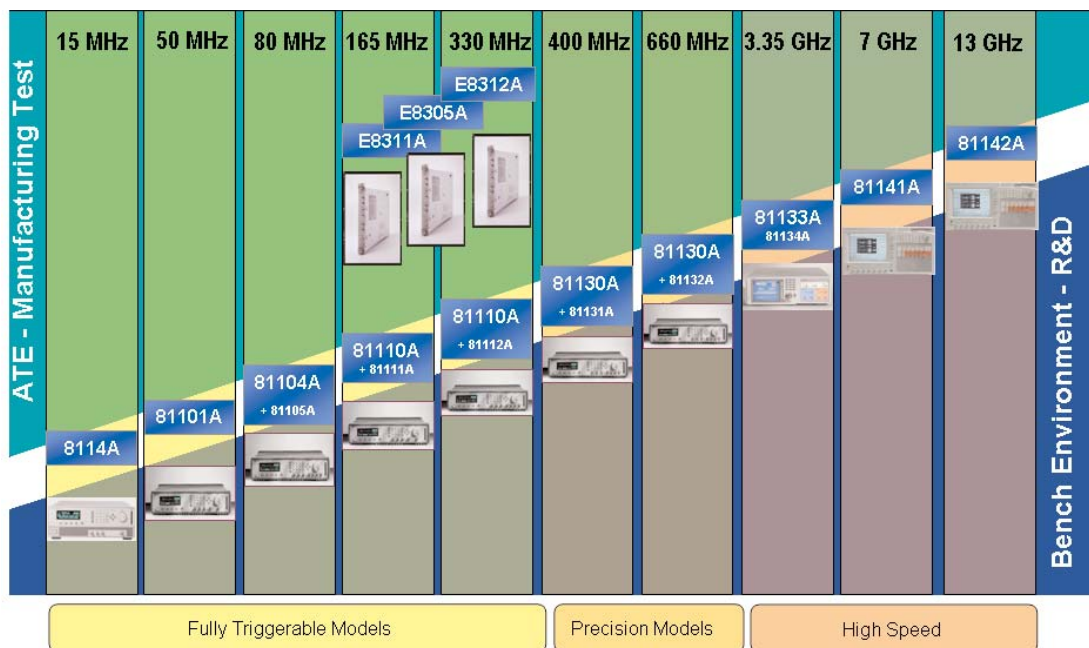 15 MHz
50 MHz
80 MHz
165 MHz
330 MHz
400 MHz
660 MHz
3.35 GHz
7 GHz
13 GHz
ATE - Manufacturing Test
E8312A
E8305A
E8311A
81142A
81141A
81133A
81134A
81130A
+ 81132A
81130A
+ 81131A
81110A
+ 81112A
81110A
+ 81111A
81104A
+ 81105A
81101A
8114A
Bench Environment - R&D
Fully Triggerable Models
Precision Models
High Speed